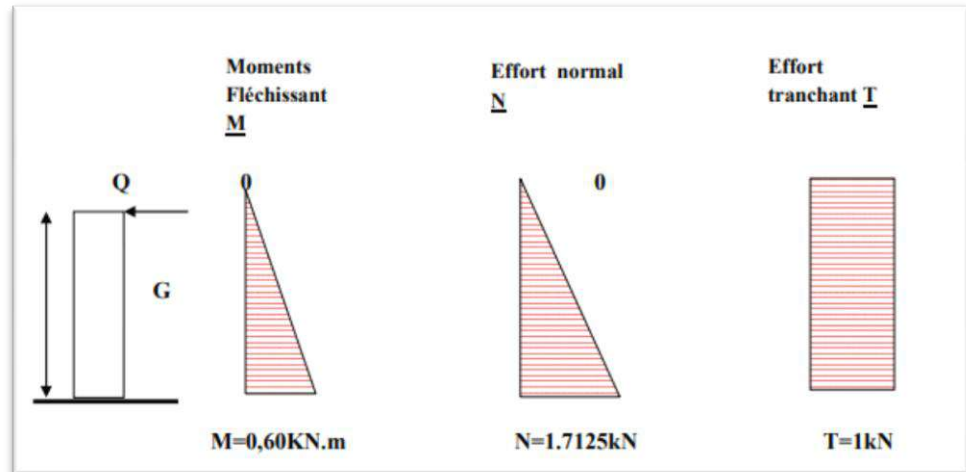 Moments
Fléchissant
M
Effort normal
N
Effort
tranchant T
Q
0
0
G
M=0,60KN.m
N=1.7125kN
T=1kN